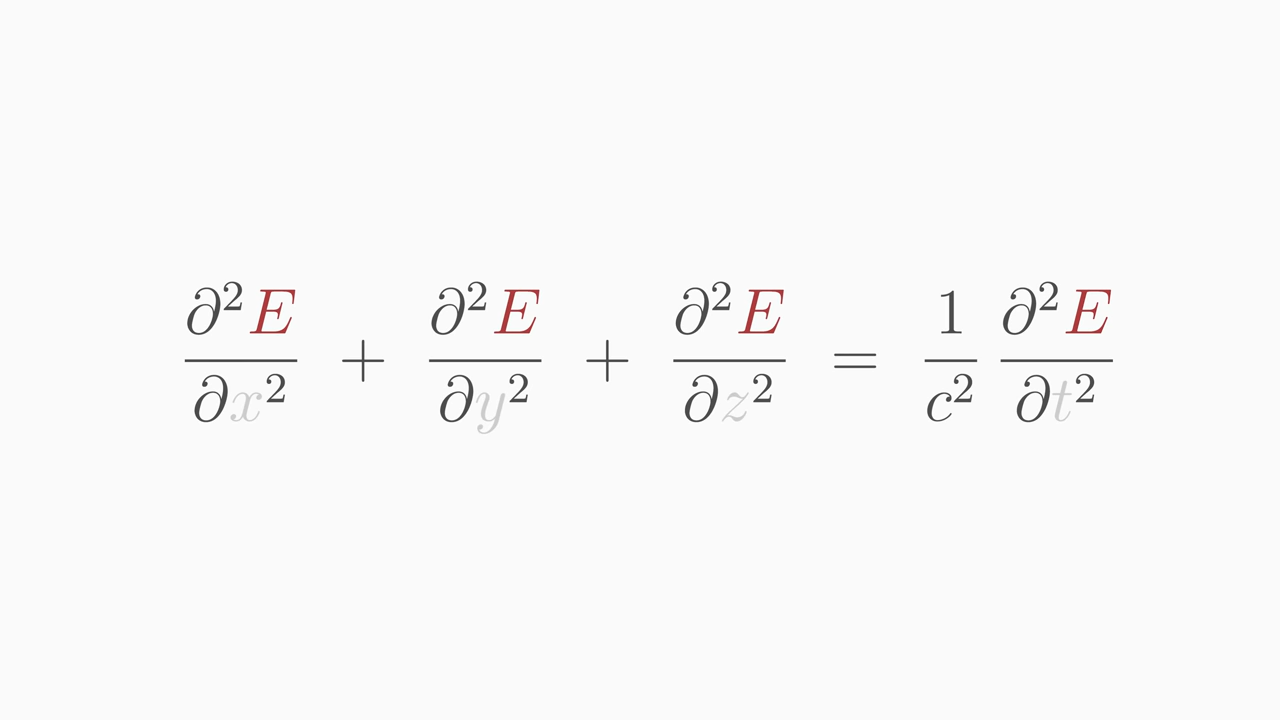 ∂²E/∂x² + ∂²E/∂y² + ∂²E/∂z² = 1/c² ∂²E/∂t²